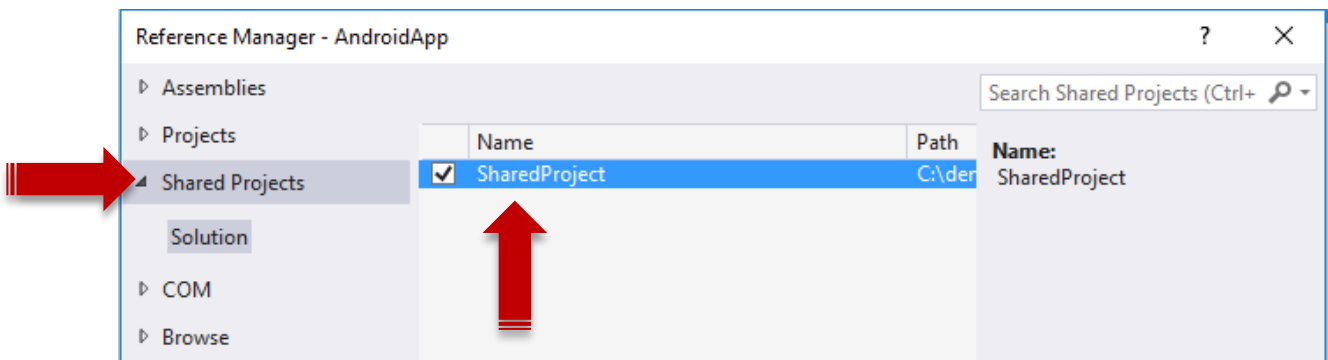 Reference Manager - AndroidApp ?
Assemblies
Search Shared Projects (Ctrl+
Projects
Name Path
Name:
Shared Projects
SharedProject C:\der
SharedProject
Solution
COM
Browse